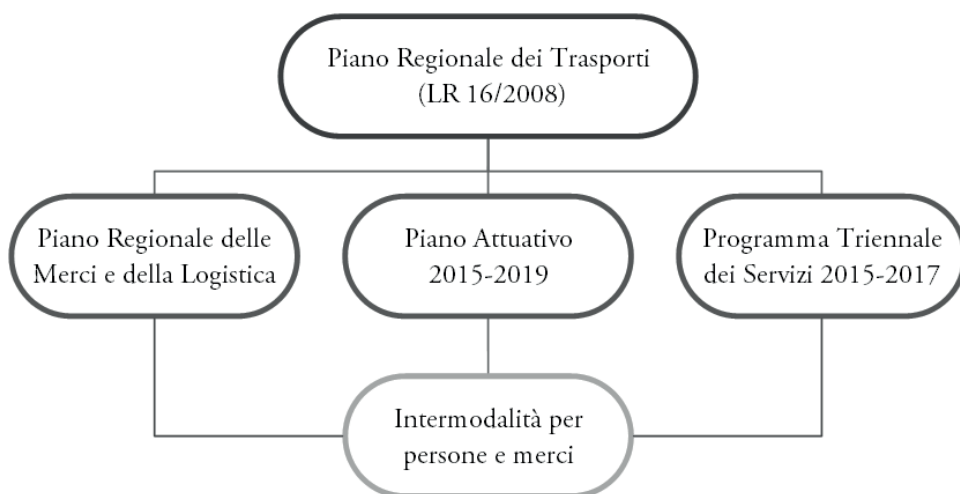 Piano Regionale dei Trasporti
(LR 16/2008)
Piano Regionale delle
Merci e della Logistica
Piano Attuativo
2015-2019
Programma Triennale
dei Servizi 2015-2017
Intermodalità per
persone e merci